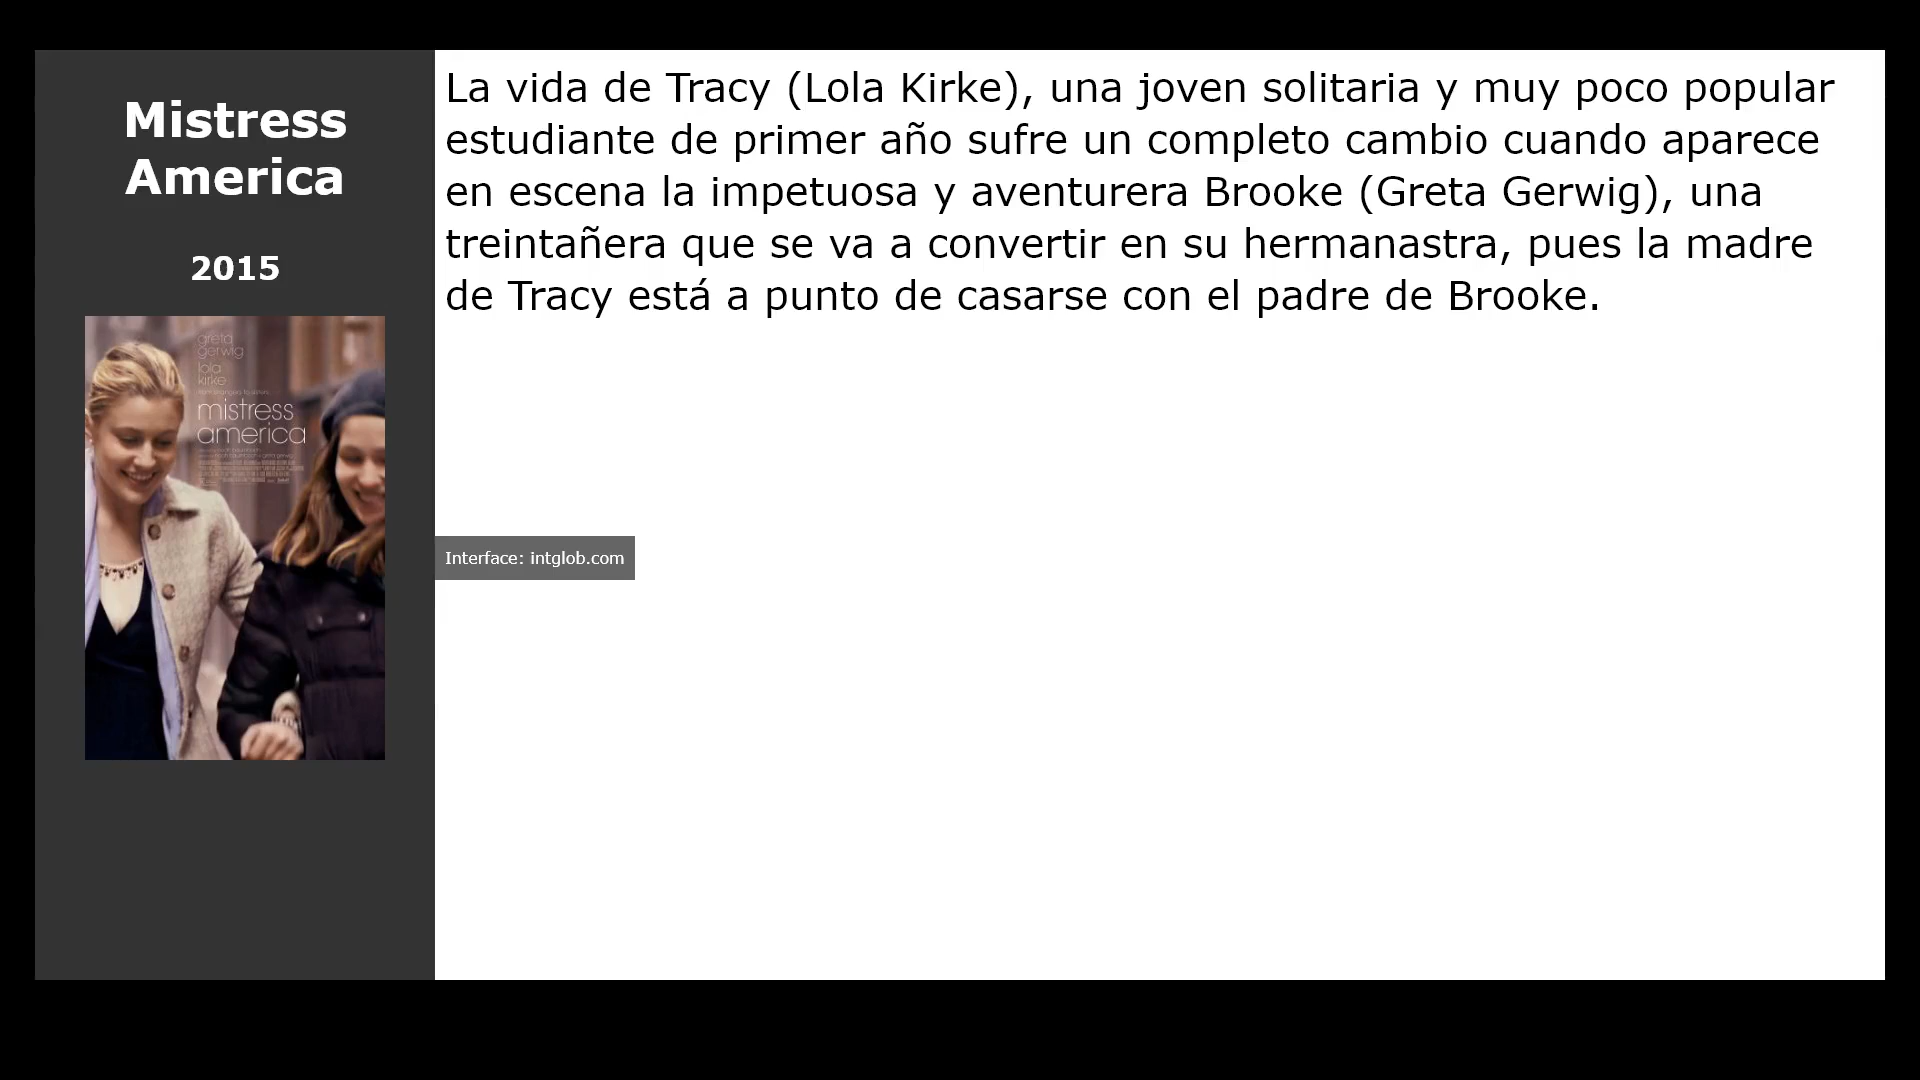 Mistress
America
2015
greta
gerwig
lola
kirke
mistress
america
La vida de Tracy (Lola Kirke), una joven solitaria y muy poco popular
estudiante de primer año sufre un completo cambio cuando aparece
en escena la impetuosa y aventurera Brooke (Greta Gerwig), una
treintañera que se va a convertir en su hermanastra, pues la madre
de Tracy está a punto de casarse con el padre de Brooke.
Interface: intglob.com